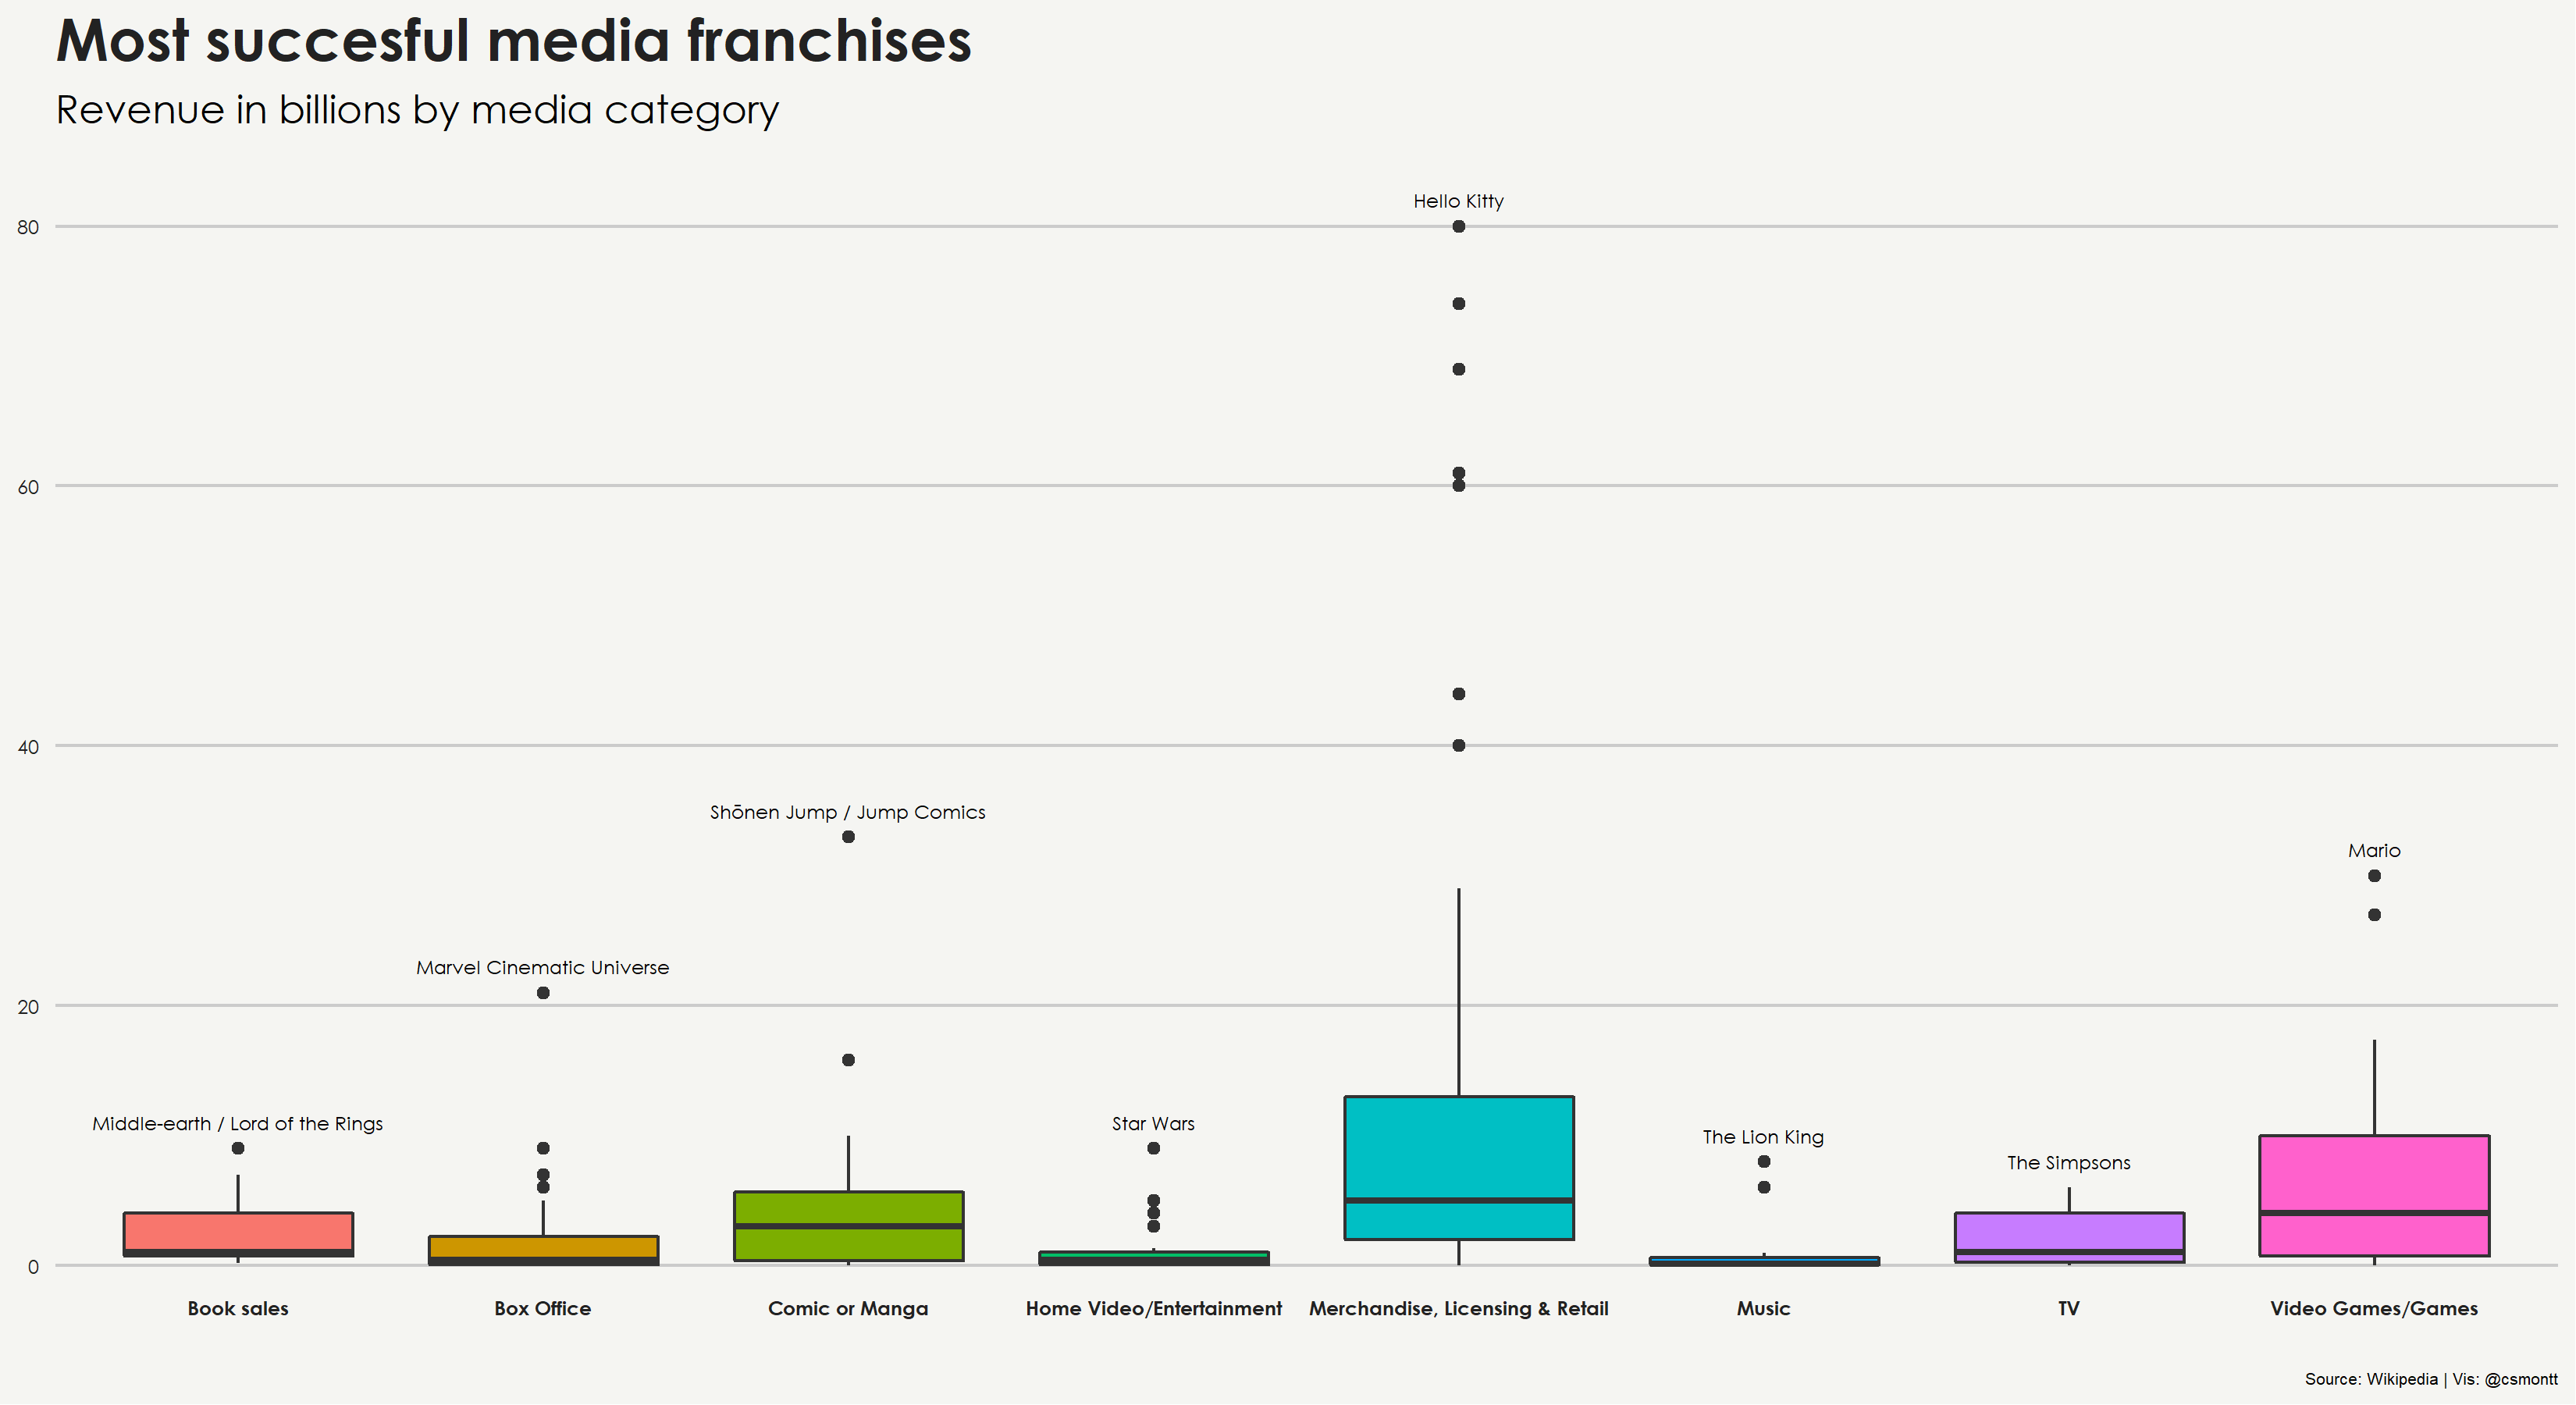 Most succesful media franchises
Revenue in billions by media category
Hello Kitty
80
60
40
Shōnen Jump / Jump Comics
Mario
Marvel Cinematic Universe
20
Middle-earth / Lord of the Rings
Star Wars
The Lion King
The Simpsons
0
Book sales
Box Office
Comic or Manga
Home Video/Entertainment
Merchandise, Licensing & Retail
Music
TV
Video Games/Games
Source: Wikipedia | Vis: @csmontt